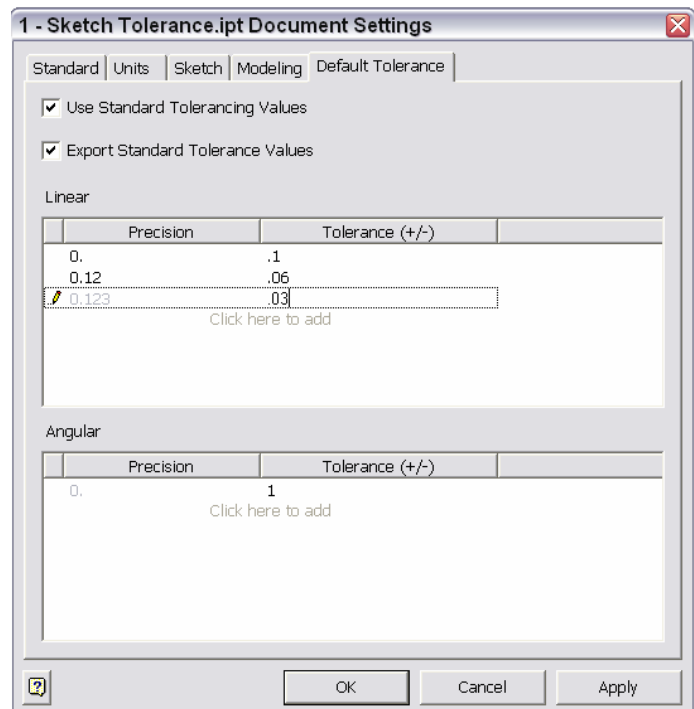 1 - Sketch Tolerance.ipt Document Settings
Standard Units Sketch Modeling Default Tolerance
Use Standard Tolerancing Values
Export Standard Tolerance Values
Linear
Precision Tolerance (+/-)
0. .1
0.12 .06
0.123 .03
Click here to add
Angular
Precision Tolerance (+/-)
0. 1
Click here to add
OK Cancel Apply